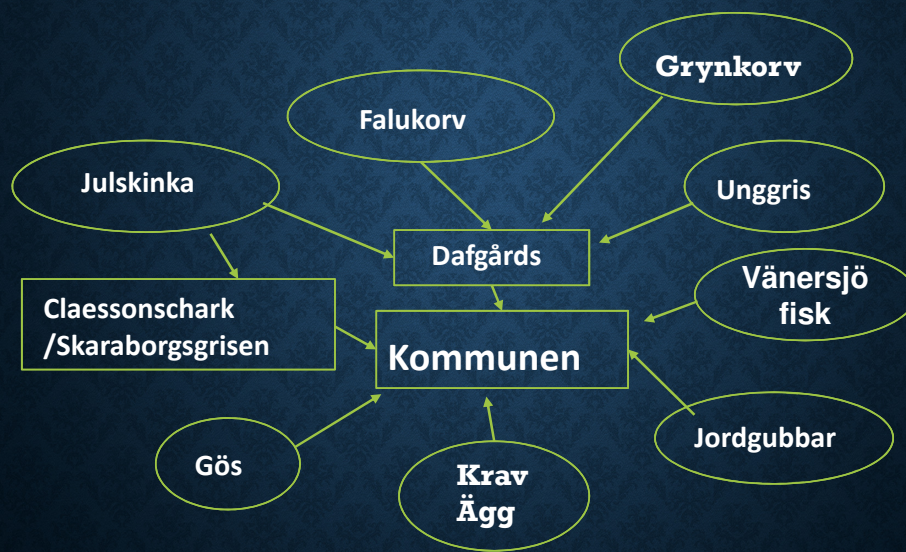 Grynkorv
Falukorv
Julskinka
Unggris
Dafgårds
Vänersjö
fisk
Claessonschark
/Skaraborgsgrisen
Kommunen
Jordgubbar
Gös
Krav
Ägg